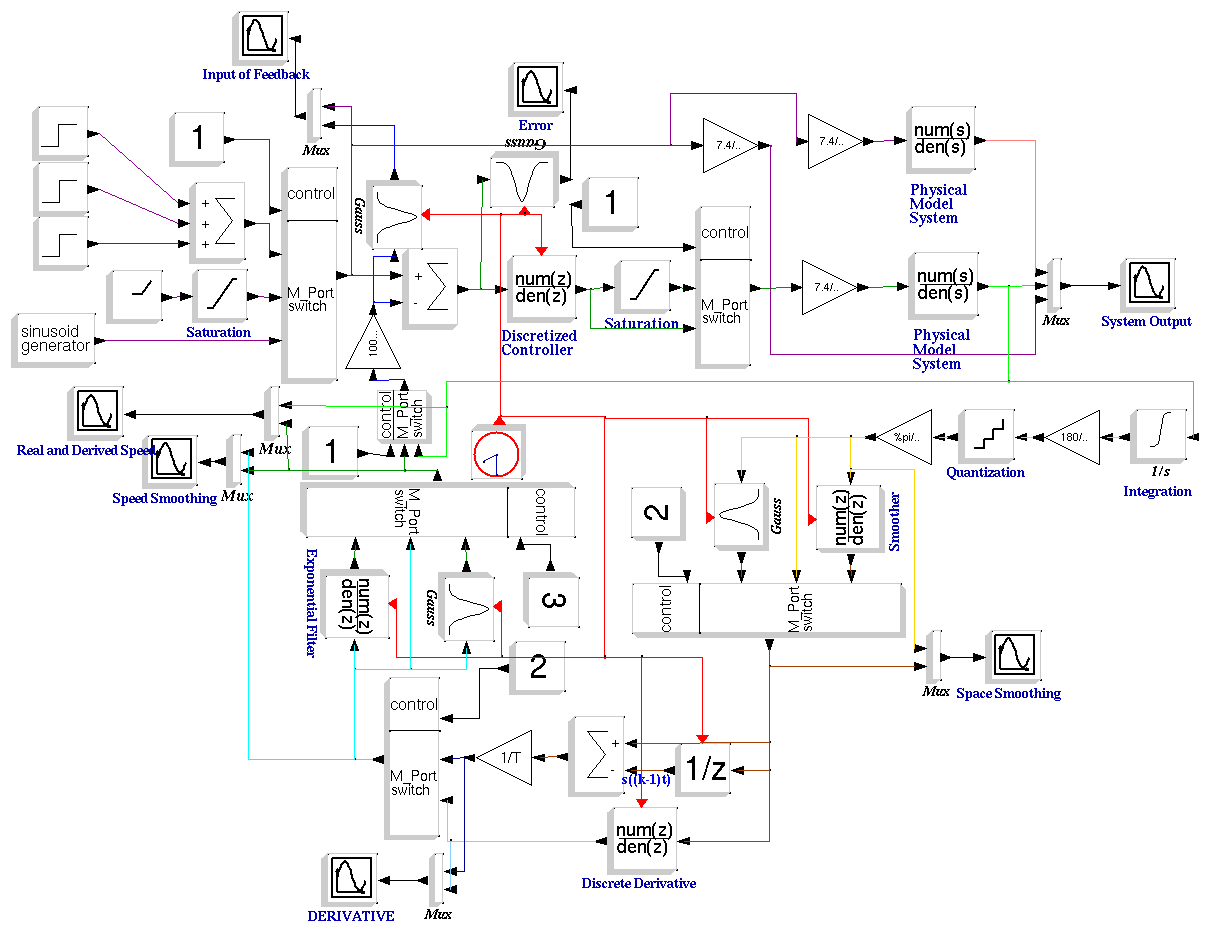 Input of Feedback
Mux
Error
Gauss
1
control
M_Port
switch
+
+
+
Σ
Gauss
Saturation
sinusoid
generator
+
-
Σ
100...
num(z)
den(z)
Discretized
Controller
1
control
M_Port
switch
Saturation
7.4/..
7.4/..
num(s)
den(s)
Physical
Model
System
7.4/..
num(s)
den(s)
Physical
Model
System
Mux
System Output
Real and Derived Speed
Mux
Speed Smoothing
Mux
1
control
M_Port
switch
%pi/..
Quantization
180/..
1/s
Integration
M_Port
switch
control
2
Gauss
num(z)
den(z)
Smoother
Exponential Filter
num(z)
den(z)
Gauss
3
control
M_Port
switch
2
Mux
Space Smoothing
control
M_Port
switch
1/T
Σ
+
-
s((k-1)t)
1/z
num(z)
den(z)
Discrete Derivative
DERIVATIVE
Mux